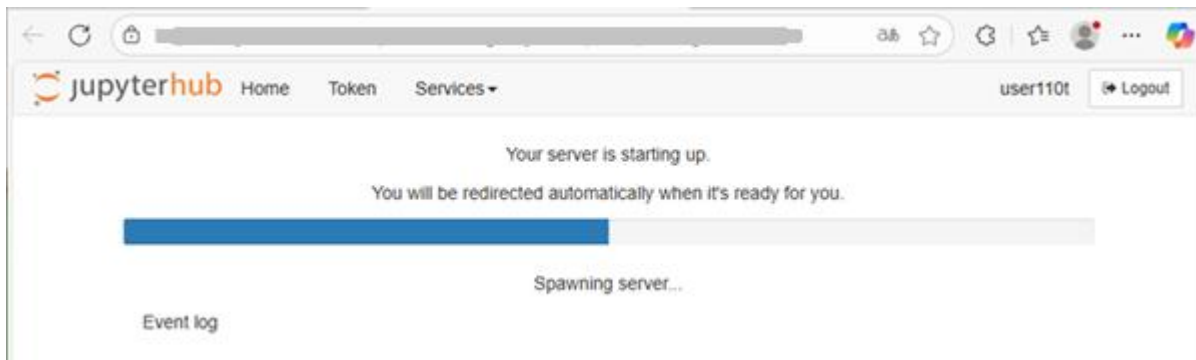 aあ
jupyterhub Home Token Services user110t Logout
Your server is starting up.
You will be redirected automatically when it's ready for you.
Spawning server...
Event log